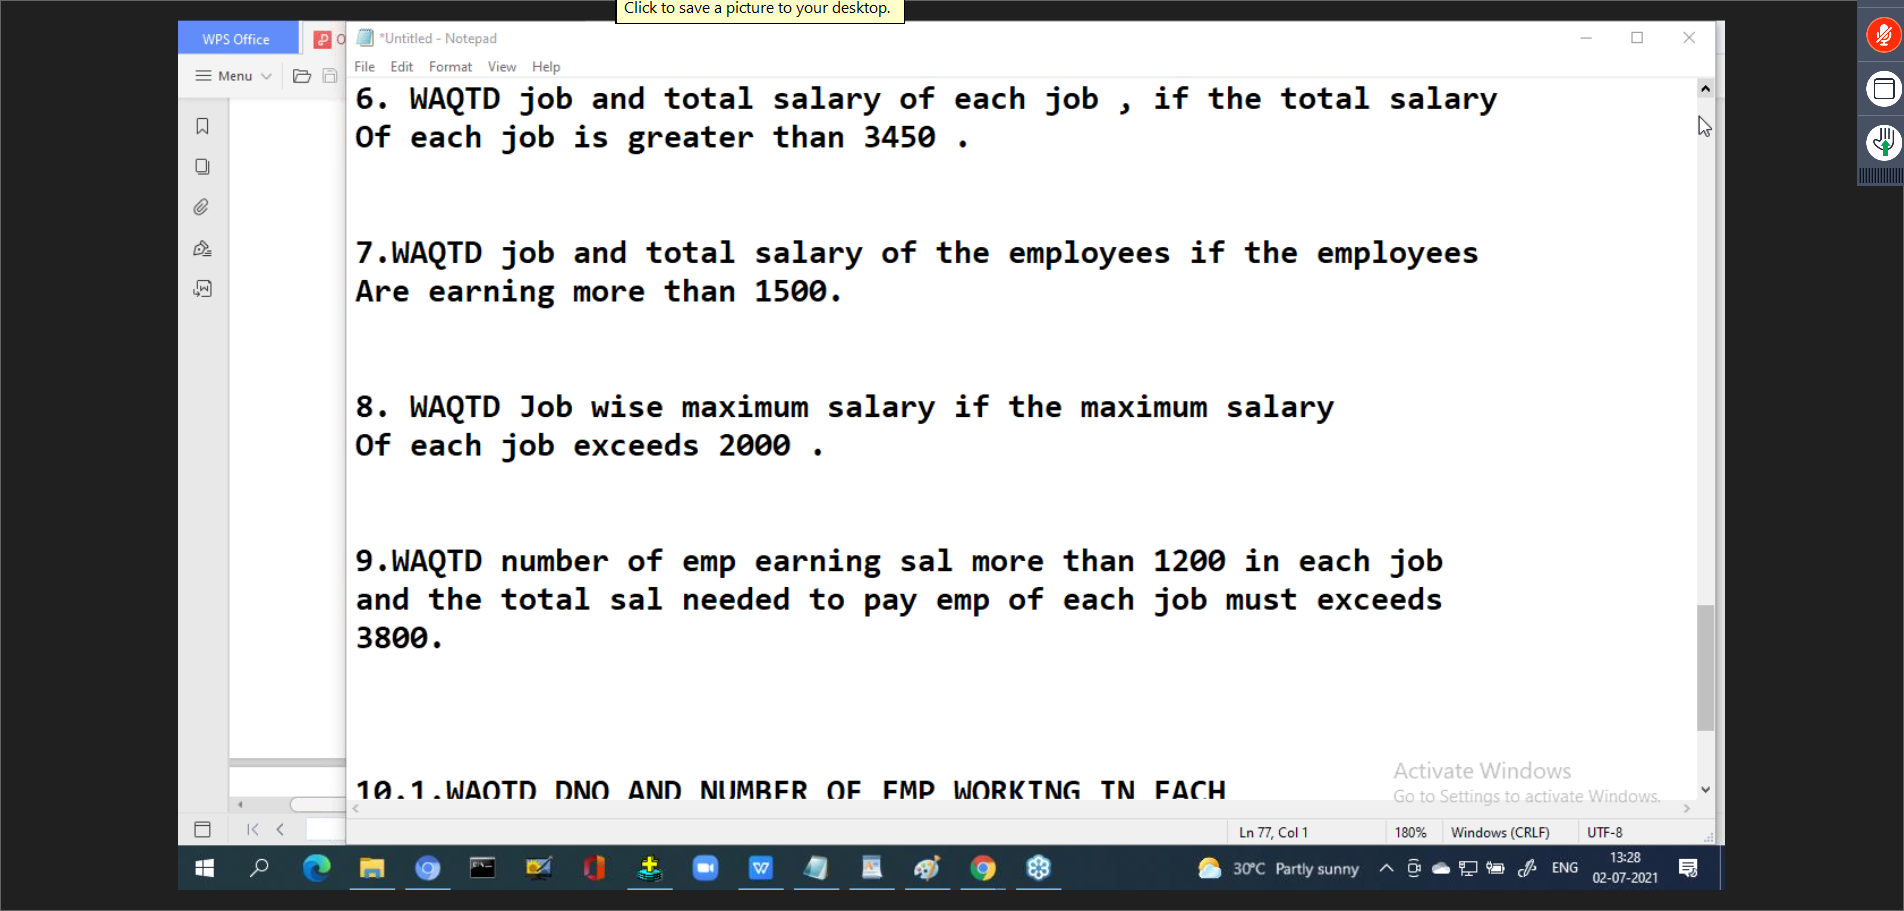 Click to save a picture to your desktop.
WPS Office
*Untitled - Notepad
Menu
File Edit Format View Help
6. WAQTD job and total salary of each job , if the total salary
Of each job is greater than 3450 .
7.WAQTD job and total salary of the employees if the employees
Are earning more than 1500.
8. WAQTD Job wise maximum salary if the maximum salary
Of each job exceeds 2000 .
9.WAQTD number of emp earning sal more than 1200 in each job
and the total sal needed to pay emp of each job must exceeds
3800.
10.1.WAQTD DNO AND NUMBER OF EMP WORKING IN EACH
Activate Windows
Go to Settings to activate Windows.
Ln 77, Col 1 180% Windows (CRLF) UTF-8
30°C Partly sunny ENG 13:28
02-07-2021